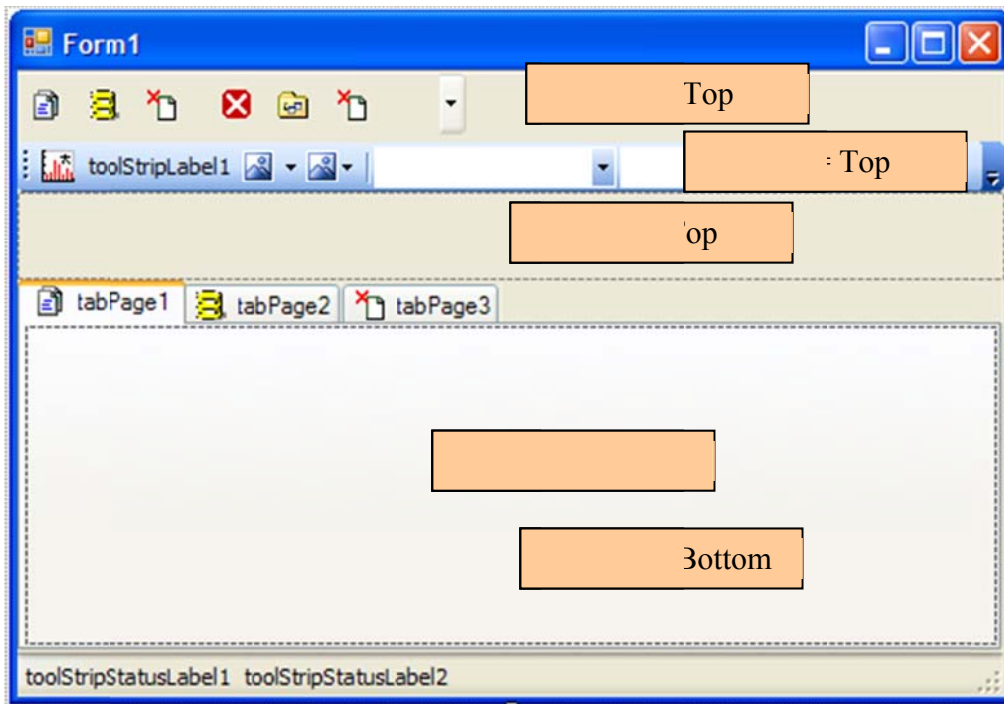 Form1
Top
toolStripLabel1
= Top
op
tabPage1 tabPage2 tabPage3
Bottom
toolStripStatusLabel1 toolStripStatusLabel2